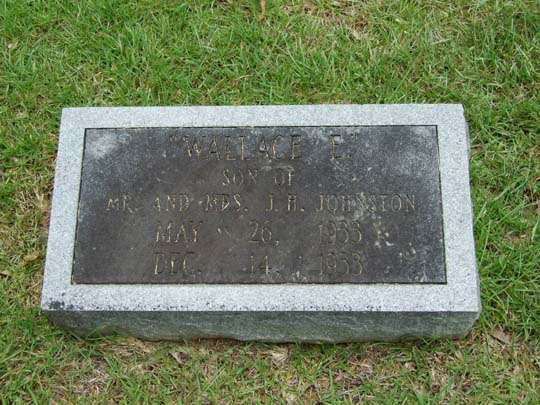 "WALLACE E."
SON OF
MR. AND MRS. J. H. JOHNSTON
MAY 26, 1933
DEC. 14, 1933